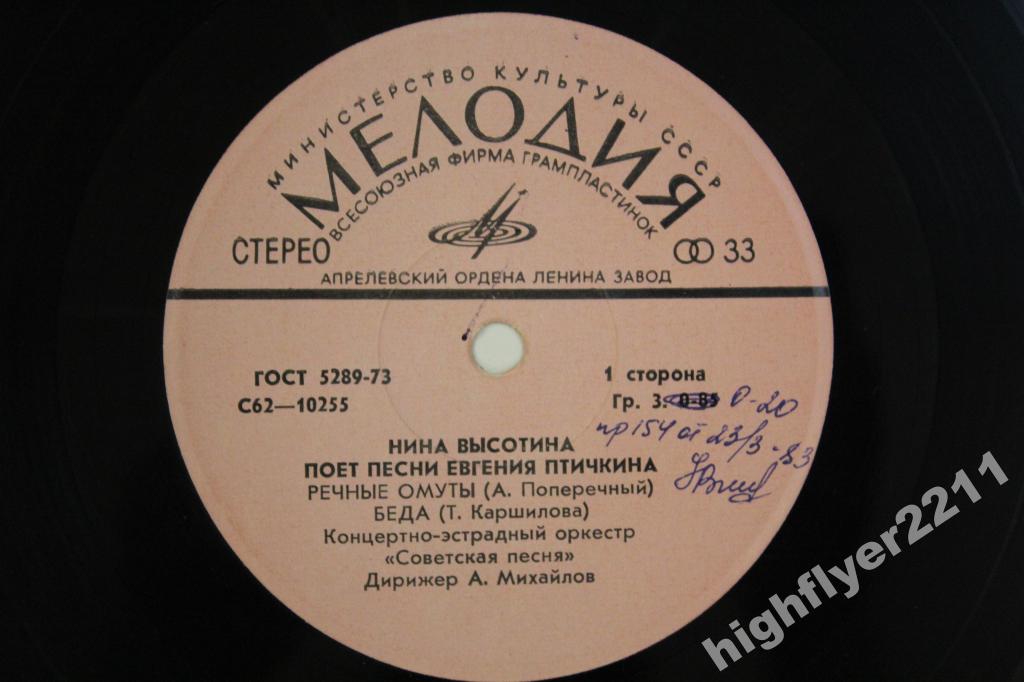 МИНИСТЕРСТВО КУЛЬТУРЫ СССР
МЕЛОДИЯ
ВСЕСОЮЗНАЯ ФИРМА ГРАМПЛАСТИНОК
СТЕРЕО
33
АПРЕЛЕВСКИЙ ОРДЕНА ЛЕНИНА ЗАВОД
ГОСТ 5289-73
1 сторона
С62—10255
Гр. 3. 0-85 0-20
пр 154 от 23/3-83
НИНА ВЫСОТИНА
ПОЕТ ПЕСНИ ЕВГЕНИЯ ПТИЧКИНА
РЕЧНЫЕ ОМУТЫ (А. Поперечный)
БЕДА (Т. Каршилова)
Концертно-эстрадный оркестр
«Советская песня»
Дирижер А. Михайлов
highflyer2211